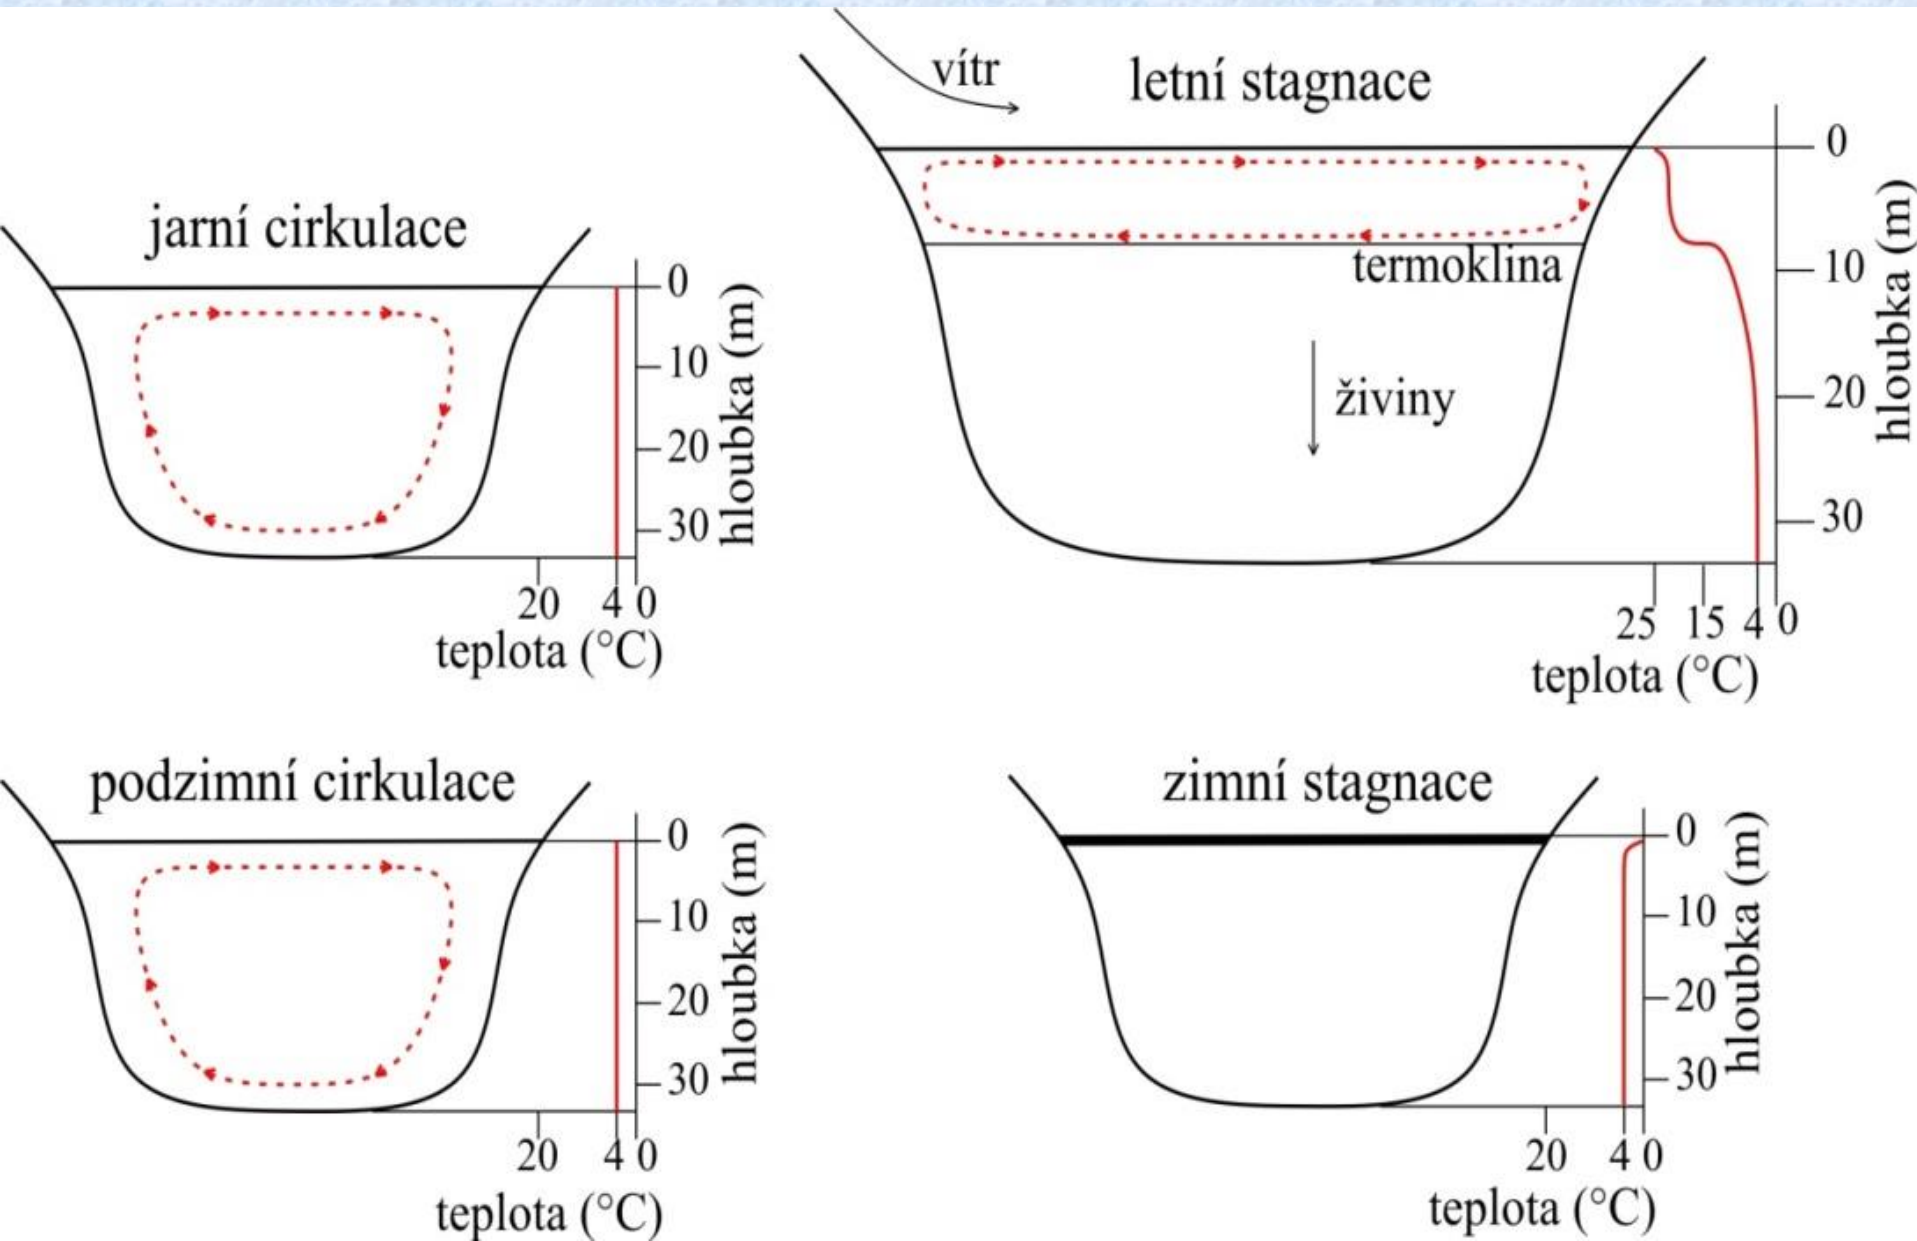 jarní cirkulace
0
10
20
30
hloubka (m)
20 4 0
teplota (°C)
vítr
letní stagnace
termoklina
živiny
0
10
20
30
hloubka (m)
25 15 4 0
teplota (°C)
podzimní cirkulace
0
10
20
30
hloubka (m)
20 4 0
teplota (°C)
zimní stagnace
0
10
20
30
hloubka (m)
20 4 0
teplota (°C)